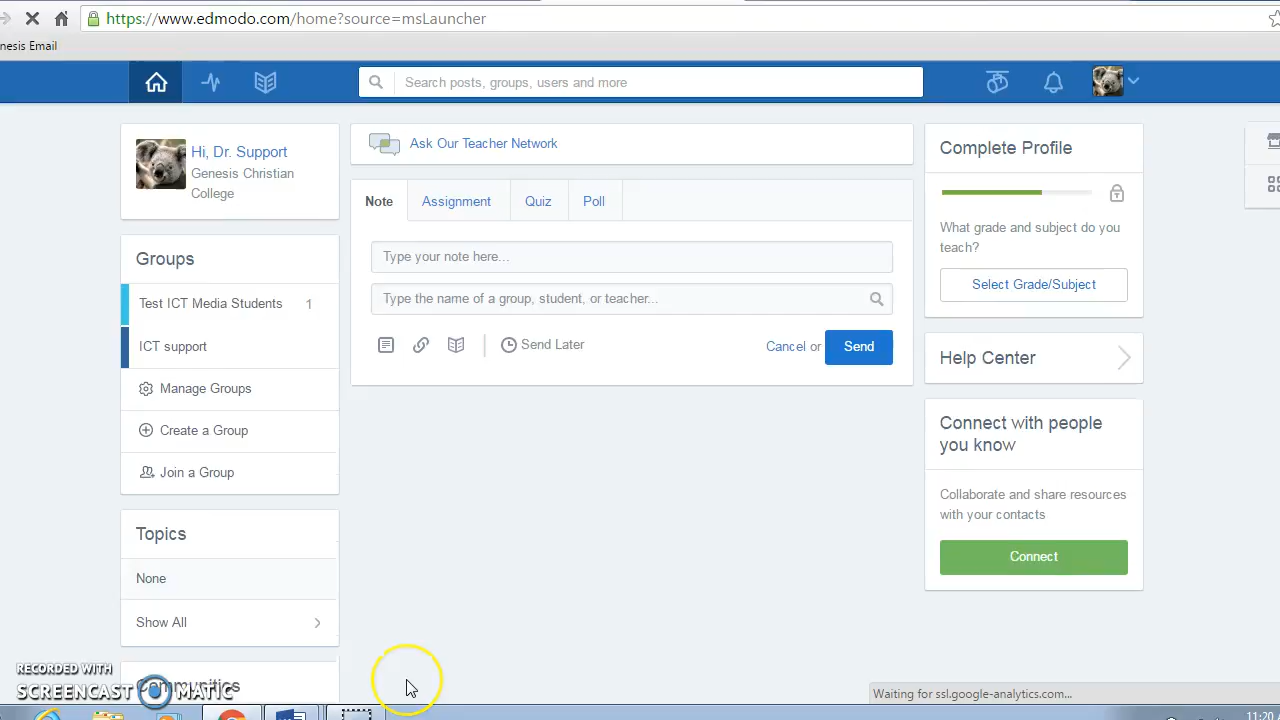 https://www.edmodo.com/home?source=msLauncher
nesis Email
Search posts, groups, users and more
Hi, Dr. Support
Genesis Christian
College
Groups
Test ICT Media Students 1
ICT support
Manage Groups
Create a Group
Join a Group
Topics
None
Show All
Communities
Ask Our Teacher Network
Note Assignment Quiz Poll
Type your note here...
Type the name of a group, student, or teacher...
Send Later Cancel or Send
Complete Profile
What grade and subject do you
teach?
Select Grade/Subject
Help Center
Connect with people
you know
Collaborate and share resources
with your contacts
Connect
RECORDED WITH
SCREENCAST MATIC
Waiting for ssl.google-analytics.com...
11:20